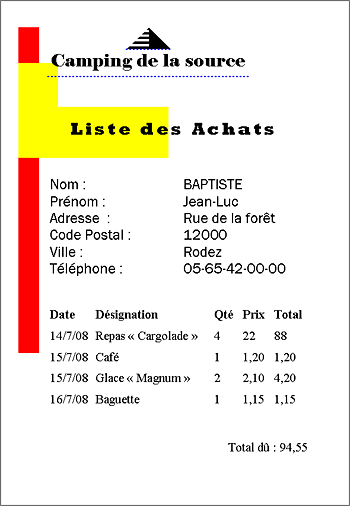 Camping de la source
Liste des Achats
Nom : BAPTISTE
Prénom : Jean-Luc
Adresse : Rue de la forêt
Code Postal : 12000
Ville : Rodez
Téléphone : 05-65-42-00-00
Date Désignation Qté Prix Total
14/7/08 Repas « Cargolade » 4 22 88
15/7/08 Café 1 1,20 1,20
15/7/08 Glace « Magnum » 2 2,10 4,20
16/7/08 Baguette 1 1,15 1,15
Total dû : 94,55